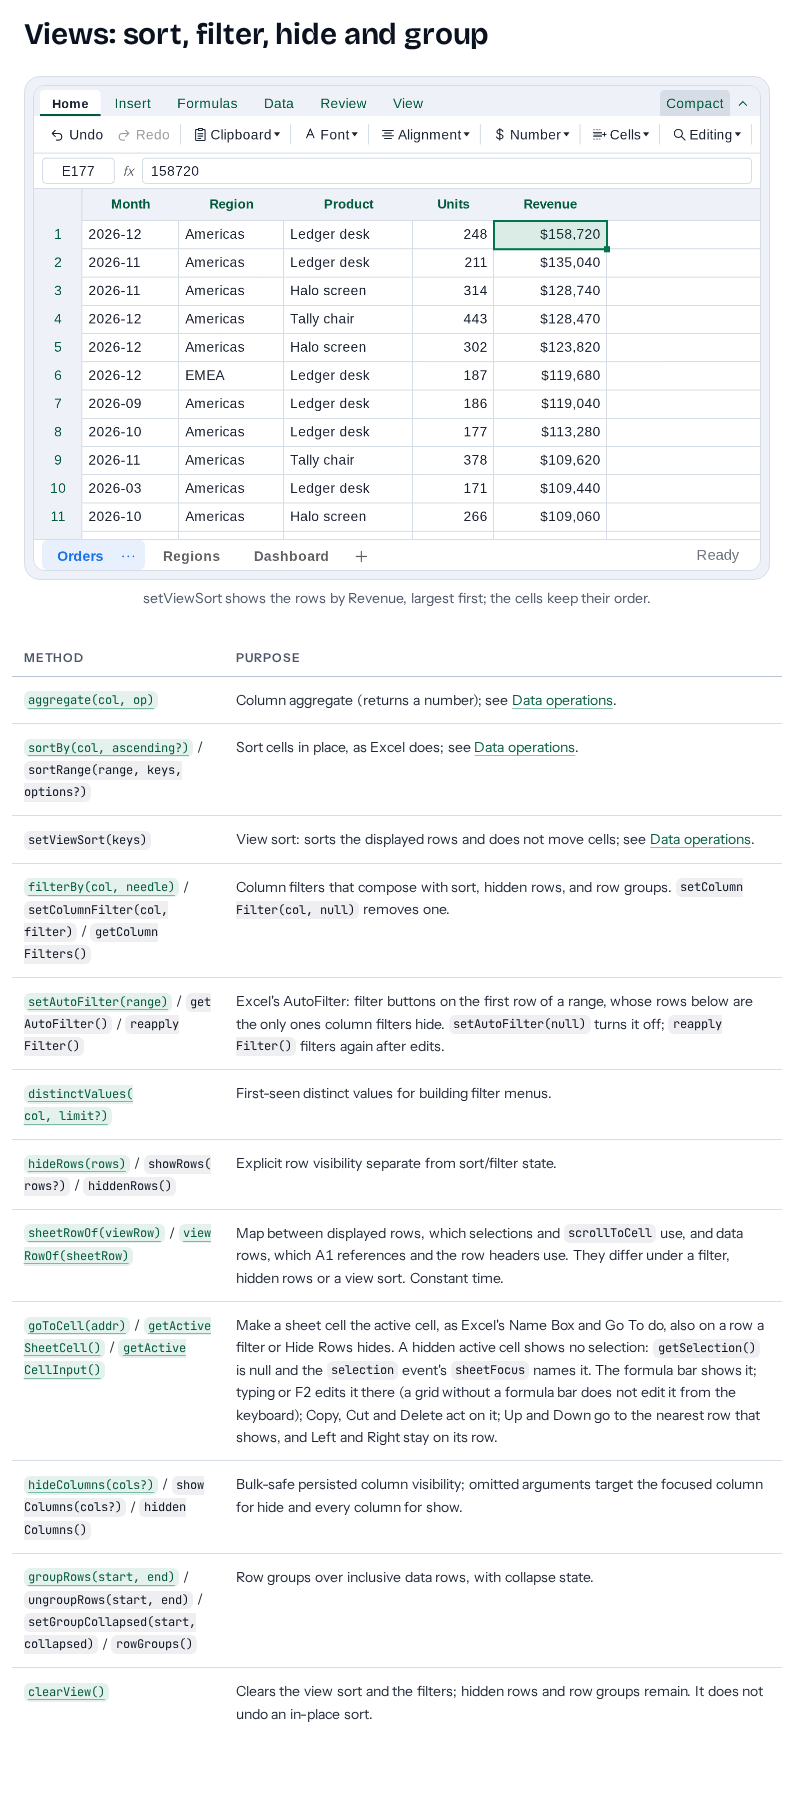 Views: sort, filter, hide and group
Home Insert Formulas Data Review View Compact
Undo Redo Clipboard Font Alignment $ Number Cells Editing
E177 fx 158720
Month Region Product Units Revenue
1 2026-12 Americas Ledger desk 248 $158,720
2 2026-11 Americas Ledger desk 211 $135,040
3 2026-11 Americas Halo screen 314 $128,740
4 2026-12 Americas Tally chair 443 $128,470
5 2026-12 Americas Halo screen 302 $123,820
6 2026-12 EMEA Ledger desk 187 $119,680
7 2026-09 Americas Ledger desk 186 $119,040
8 2026-10 Americas Ledger desk 177 $113,280
9 2026-11 Americas Tally chair 378 $109,620
10 2026-03 Americas Ledger desk 171 $109,440
11 2026-10 Americas Halo screen 266 $109,060
Orders ··· Regions Dashboard + Ready
setViewSort shows the rows by Revenue, largest first; the cells keep their order.
METHOD PURPOSE
aggregate(col, op) Column aggregate (returns a number); see Data operations.
sortBy(col, ascending?) / Sort cells in place, as Excel does; see Data operations.
sortRange(range, keys,
options?)
setViewSort(keys) View sort: sorts the displayed rows and does not move cells; see Data operations.
filterBy(col, needle) / Column filters that compose with sort, hidden rows, and row groups. setColumn
setColumnFilter(col, Filter(col, null) removes one.
filter) / getColumn
Filters()
setAutoFilter(range) / get Excel's AutoFilter: filter buttons on the first row of a range, whose rows below are
AutoFilter() / reapply the only ones column filters hide. setAutoFilter(null) turns it off; reapply
Filter() Filter() filters again after edits.
distinctValues( First-seen distinct values for building filter menus.
col, limit?)
hideRows(rows) / showRows( Explicit row visibility separate from sort/filter state.
rows?) / hiddenRows()
sheetRowOf(viewRow) / view Map between displayed rows, which selections and scrollToCell use, and data
RowOf(sheetRow) rows, which A1 references and the row headers use. They differ under a filter,
hidden rows or a view sort. Constant time.
goToCell(addr) / getActive Make a sheet cell the active cell, as Excel's Name Box and Go To do, also on a row a
SheetCell() / getActive filter or Hide Rows hides. A hidden active cell shows no selection: getSelection()
CellInput() is null and the selection event's sheetFocus names it. The formula bar shows it;
typing or F2 edits it there (a grid without a formula bar does not edit it from the
keyboard); Copy, Cut and Delete act on it; Up and Down go to the nearest row that
shows, and Left and Right stay on its row.
hideColumns(cols?) / show Bulk-safe persisted column visibility; omitted arguments target the focused column
Columns(cols?) / hidden for hide and every column for show.
Columns()
groupRows(start, end) / Row groups over inclusive data rows, with collapse state.
ungroupRows(start, end) /
setGroupCollapsed(start,
collapsed) / rowGroups()
clearView() Clears the view sort and the filters; hidden rows and row groups remain. It does not
undo an in-place sort.